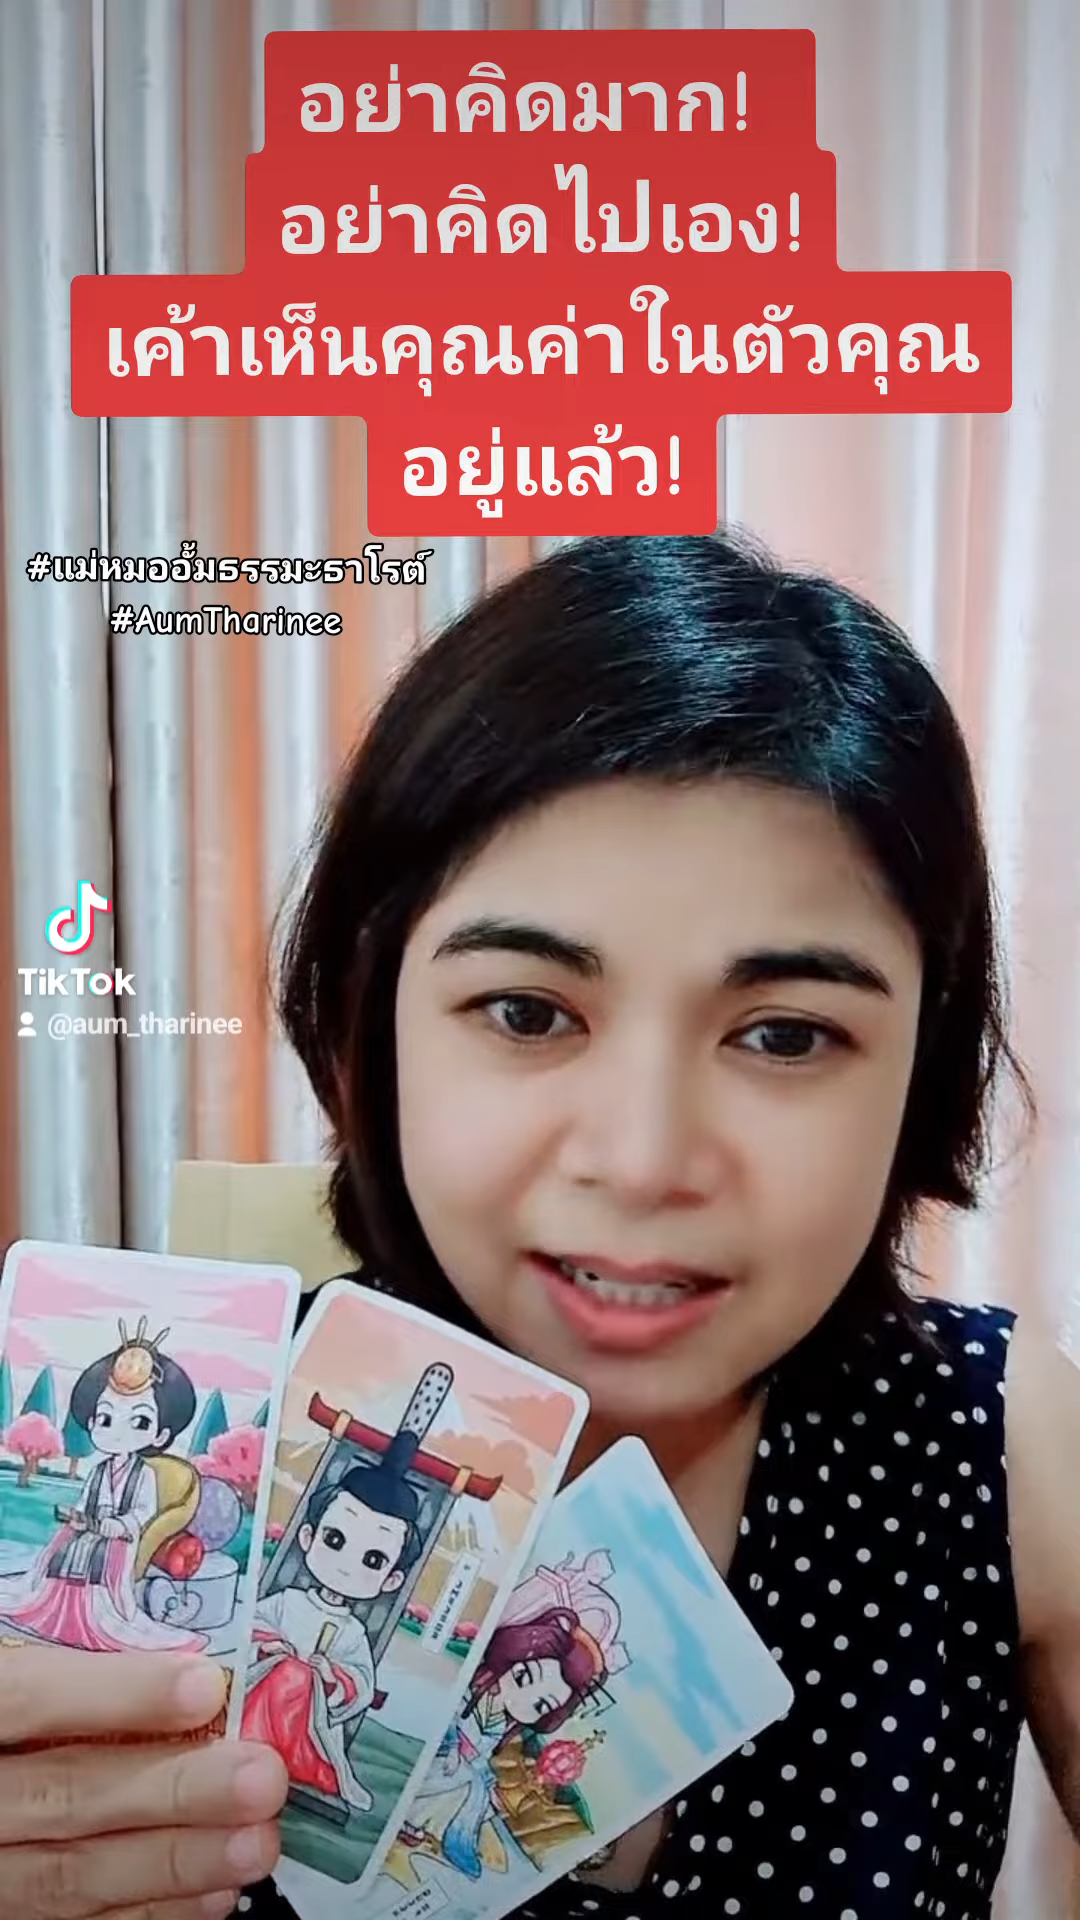 อย่าคิดมาก!
อย่าคิดไปเอง!
เค้าเห็นคุณค่าในตัวคุณ
อยู่แล้ว!
#แม่หมออั้มธรรมะธาโรต์
#AumTharinee
TikTok
@aum_tharinee